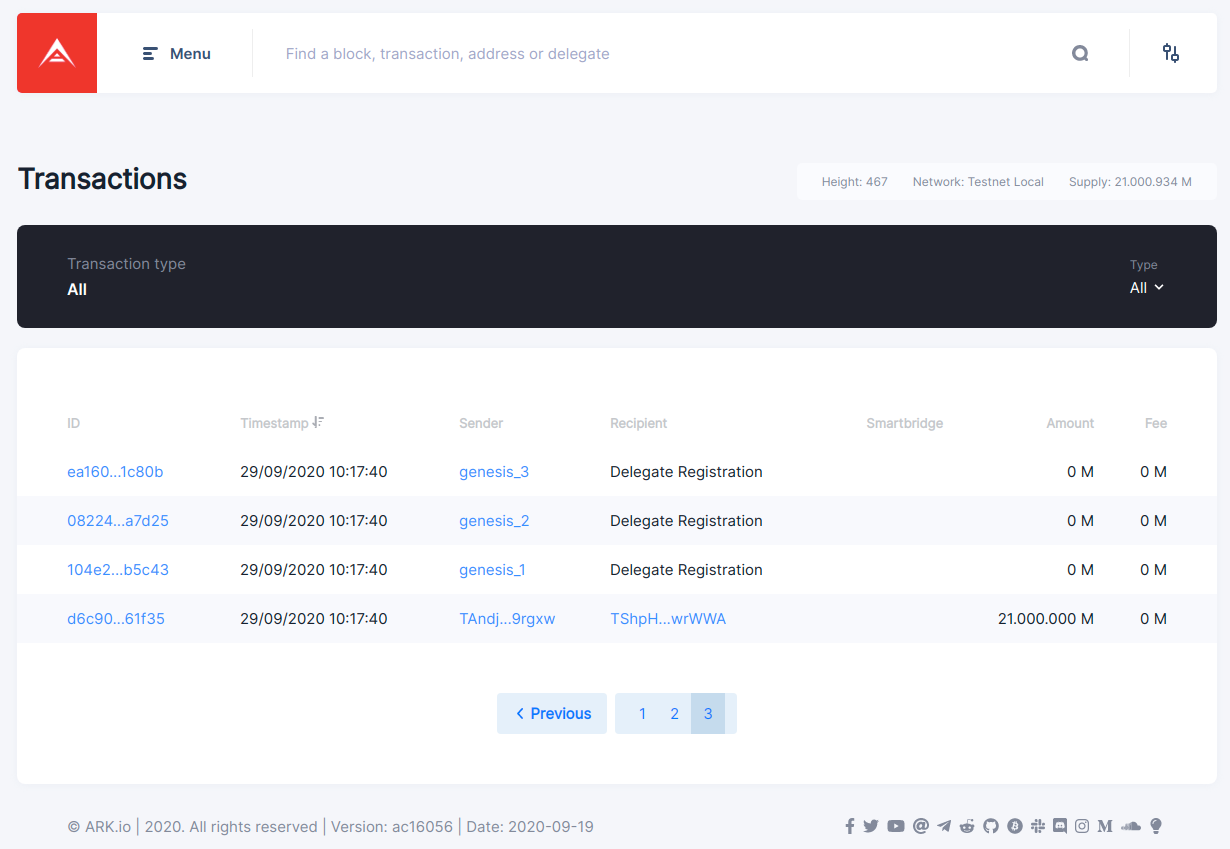 Menu
Find a block, transaction, address or delegate
Transactions
Height: 467 Network: Testnet Local Supply: 21.000.934 M
Transaction type
All
Type
All
ID Timestamp Sender Recipient Smartbridge Amount Fee
ea160...1c80b 29/09/2020 10:17:40 genesis_3 Delegate Registration 0 M 0 M
08224...a7d25 29/09/2020 10:17:40 genesis_2 Delegate Registration 0 M 0 M
104e2...b5c43 29/09/2020 10:17:40 genesis_1 Delegate Registration 0 M 0 M
d6c90...61f35 29/09/2020 10:17:40 TAndj...9rgxw TShpH...wrWWA 21.000.000 M 0 M
Previous 1 2 3
© ARK.io | 2020. All rights reserved | Version: ac16056 | Date: 2020-09-19